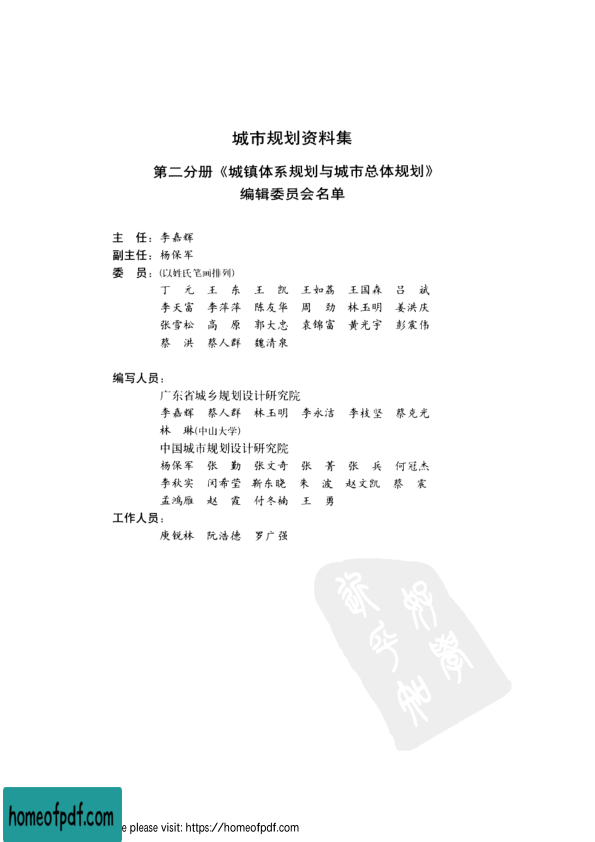 城市规划资料集
第二分册《城镇体系规划与城市总体规划》
编辑委员会名单
主　任：李嘉辉
副主任：杨保军
委　员：(以姓氏笔画排列)
丁　元　王　东　王　凯　王如荔　王国森　吕　斌
李天富　李萍萍　陈友华　周　劲　林玉明　姜洪庆
张雪松　高　原　郭大忠　袁锦富　黄光宇　彭震伟
蔡　洪　蔡人群　魏清泉
编写人员：
广东省城乡规划设计研究院
李嘉辉　蔡人群　林玉明　李永洁　李枝坚　蔡克光
林　琳(中山大学)
中国城市规划设计研究院
杨保军　张　勤　张文奇　张　菁　张　兵　何冠杰
李秋实　闵希莹　靳东晓　朱　波　赵文凯　蔡　震
孟鸿雁　赵　霞　付冬楠　王　勇
工作人员：
庾锐林　阮浩德　罗广强
homeofpdf.com
e please visit: https://homeofpdf.com